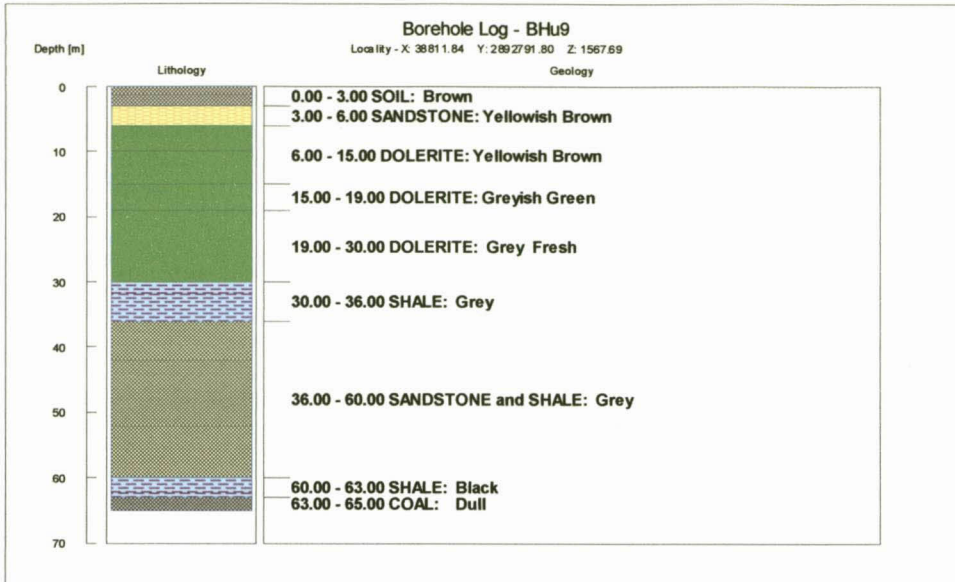 Borehole Log - BHu9
Locality - X: 38811.84 Y: 2892791.80 Z: 1567.69
Depth [m]
Lithology
Geology
0
10
20
30
40
50
60
70
0.00 - 3.00 SOIL: Brown
3.00 - 6.00 SANDSTONE: Yellowish Brown
6.00 - 15.00 DOLERITE: Yellowish Brown
15.00 - 19.00 DOLERITE: Greyish Green
19.00 - 30.00 DOLERITE: Grey Fresh
30.00 - 36.00 SHALE: Grey
36.00 - 60.00 SANDSTONE and SHALE: Grey
60.00 - 63.00 SHALE: Black
63.00 - 65.00 COAL: Dull